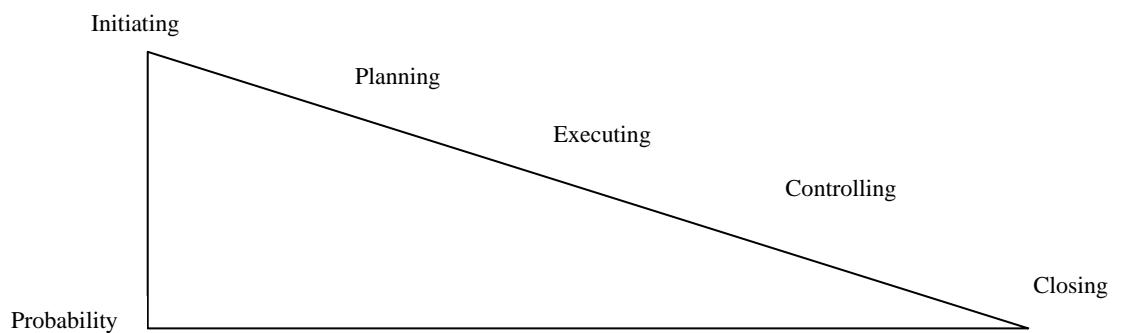 Initiating
Planning
Executing
Controlling
Closing
Probability